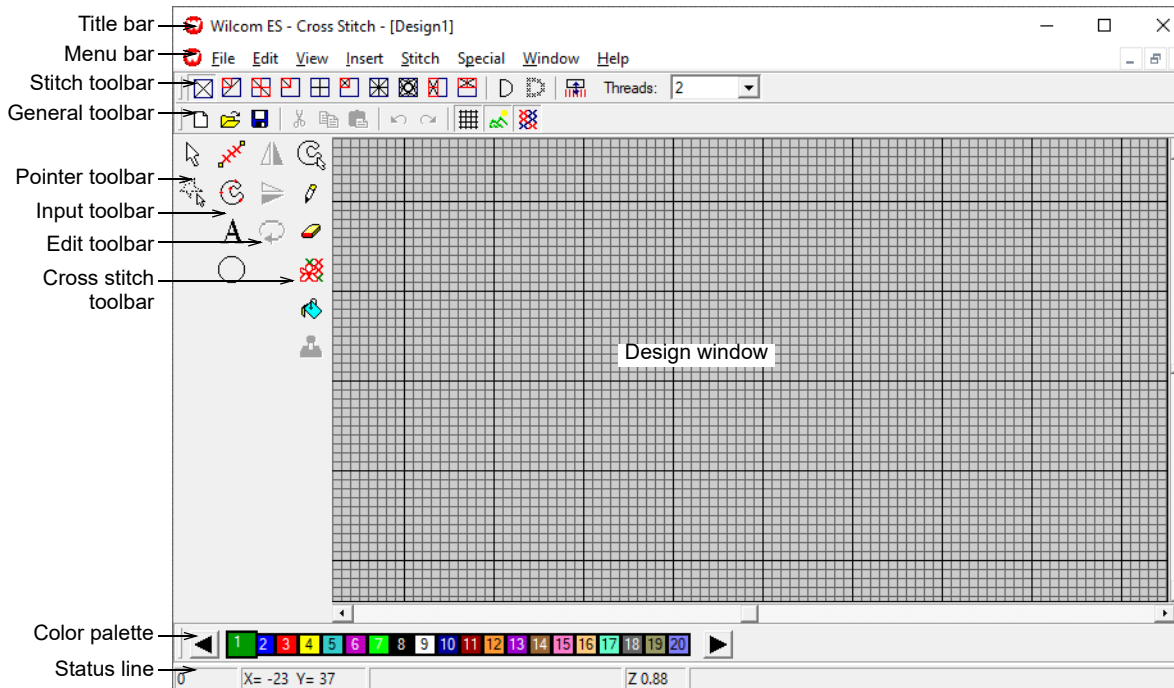 Title bar
Wilcom ES - Cross Stitch - [Design1]
Menu bar
File Edit View Insert Stitch Special Window Help
Stitch toolbar
Threads: 2
General toolbar
Pointer toolbar
Input toolbar
A
Edit toolbar
Cross stitch
toolbar
Design window
Color palette
1 2 3 4 5 6 7 8 9 10 11 12 13 14 15 16 17 18 19 20
Status line
0 X= -23 Y= 37 Z 0.88